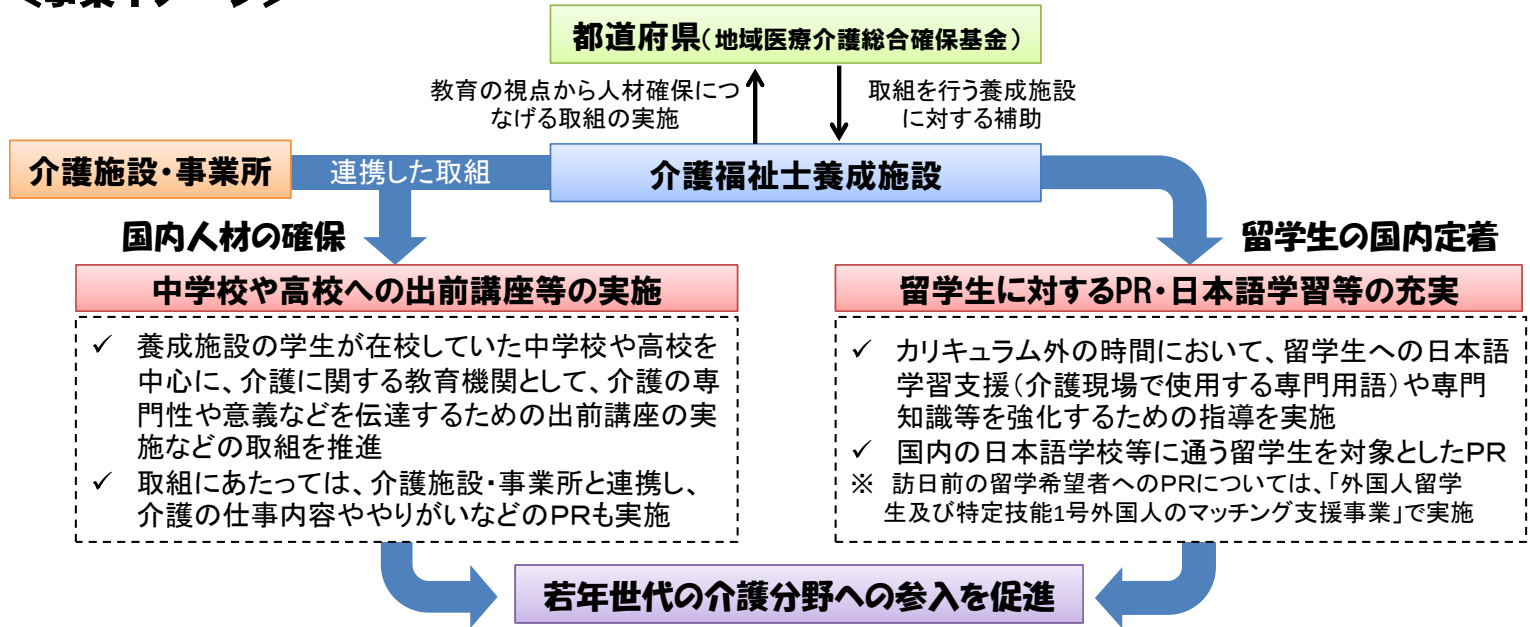 都道府県(地域医療介護総合確保基金)
教育の視点から人材確保につ
なげる取組の実施
取組を行う養成施設
に対する補助
介護施設・事業所
連携した取組
介護福祉士養成施設
国内人材の確保
留学生の国内定着
中学校や高校への出前講座等の実施
✓ 養成施設の学生が在校していた中学校や高校を
中心に、介護に関する教育機関として、介護の専
門性や意義などを伝達するための出前講座の実
施などの取組を推進
✓ 取組にあたっては、介護施設・事業所と連携し、
介護の仕事内容ややりがいなどのPRも実施
留学生に対するPR・日本語学習等の充実
✓ カリキュラム外の時間において、留学生への日本語
学習支援(介護現場で使用する専門用語)や専門
知識等を強化するための指導を実施
✓ 国内の日本語学校等に通う留学生を対象としたPR
※ 訪日前の留学希望者へのPRについては、「外国人留学
生及び特定技能1号外国人のマッチング支援事業」で実施
若年世代の介護分野への参入を促進